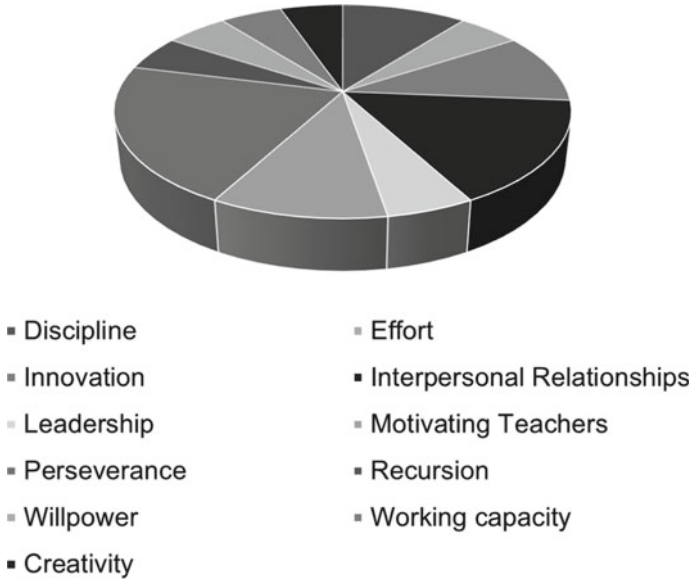 Discipline
Effort
Innovation
Interpersonal Relationships
Leadership
Motivating Teachers
Perseverance
Recursion
Willpower
Working capacity
Creativity